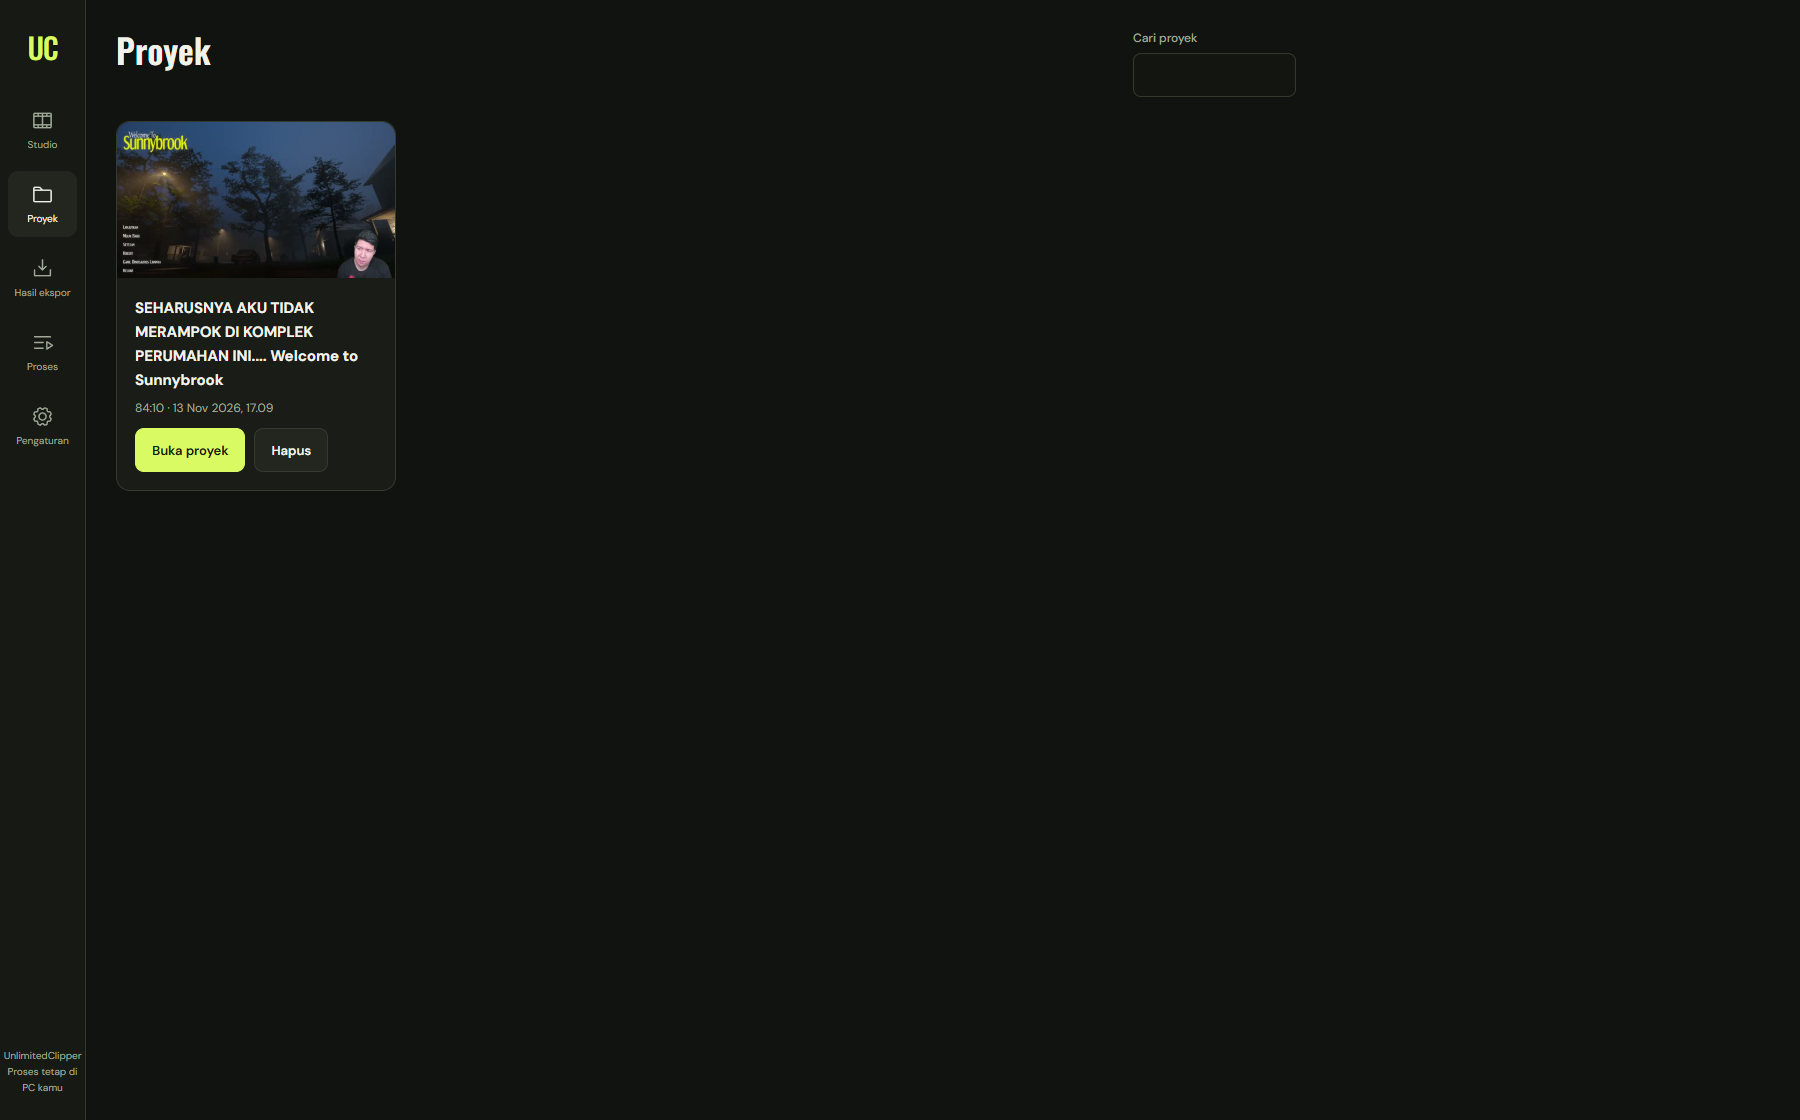 UC
Studio
Proyek
Hasil ekspor
Proses
Pengaturan
UnlimitedClipper
Proses tetap di
PC kamu
Proyek
Cari proyek
Welcome To
Sunnybrook
SEHARUSNYA AKU TIDAK
MERAMPOK DI KOMPLEK
PERUMAHAN INI.... Welcome to
Sunnybrook
84:10 · 13 Nov 2026, 17.09
Buka proyek
Hapus